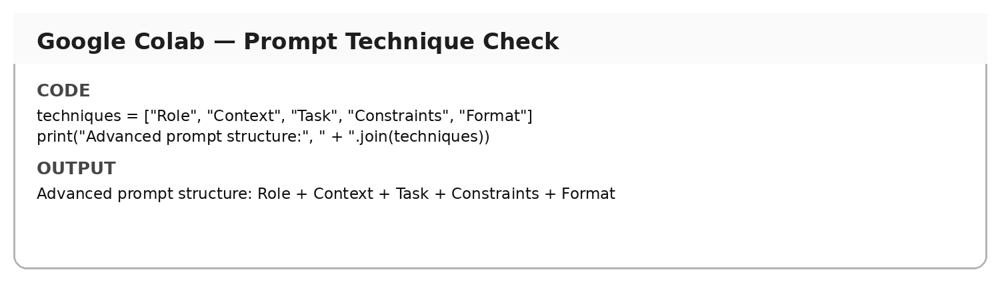 Google Colab — Prompt Technique Check
CODE
techniques = ["Role", "Context", "Task", "Constraints", "Format"]
print("Advanced prompt structure:", " + ".join(techniques))
OUTPUT
Advanced prompt structure: Role + Context + Task + Constraints + Format